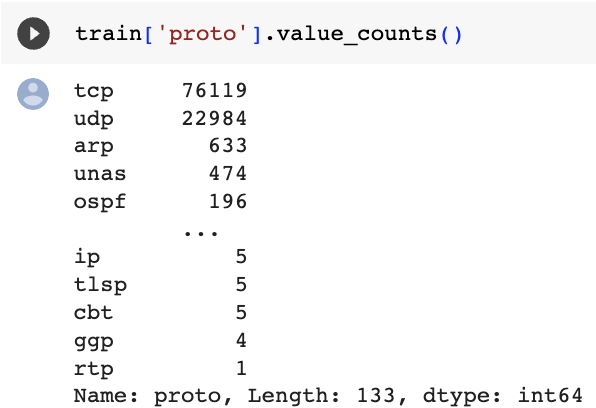 train['proto'].value_counts()
tcp 76119
udp 22984
arp 633
unas 474
ospf 196
...
ip 5
tlsp 5
cbt 5
ggp 4
rtp 1
Name: proto, Length: 133, dtype: int64